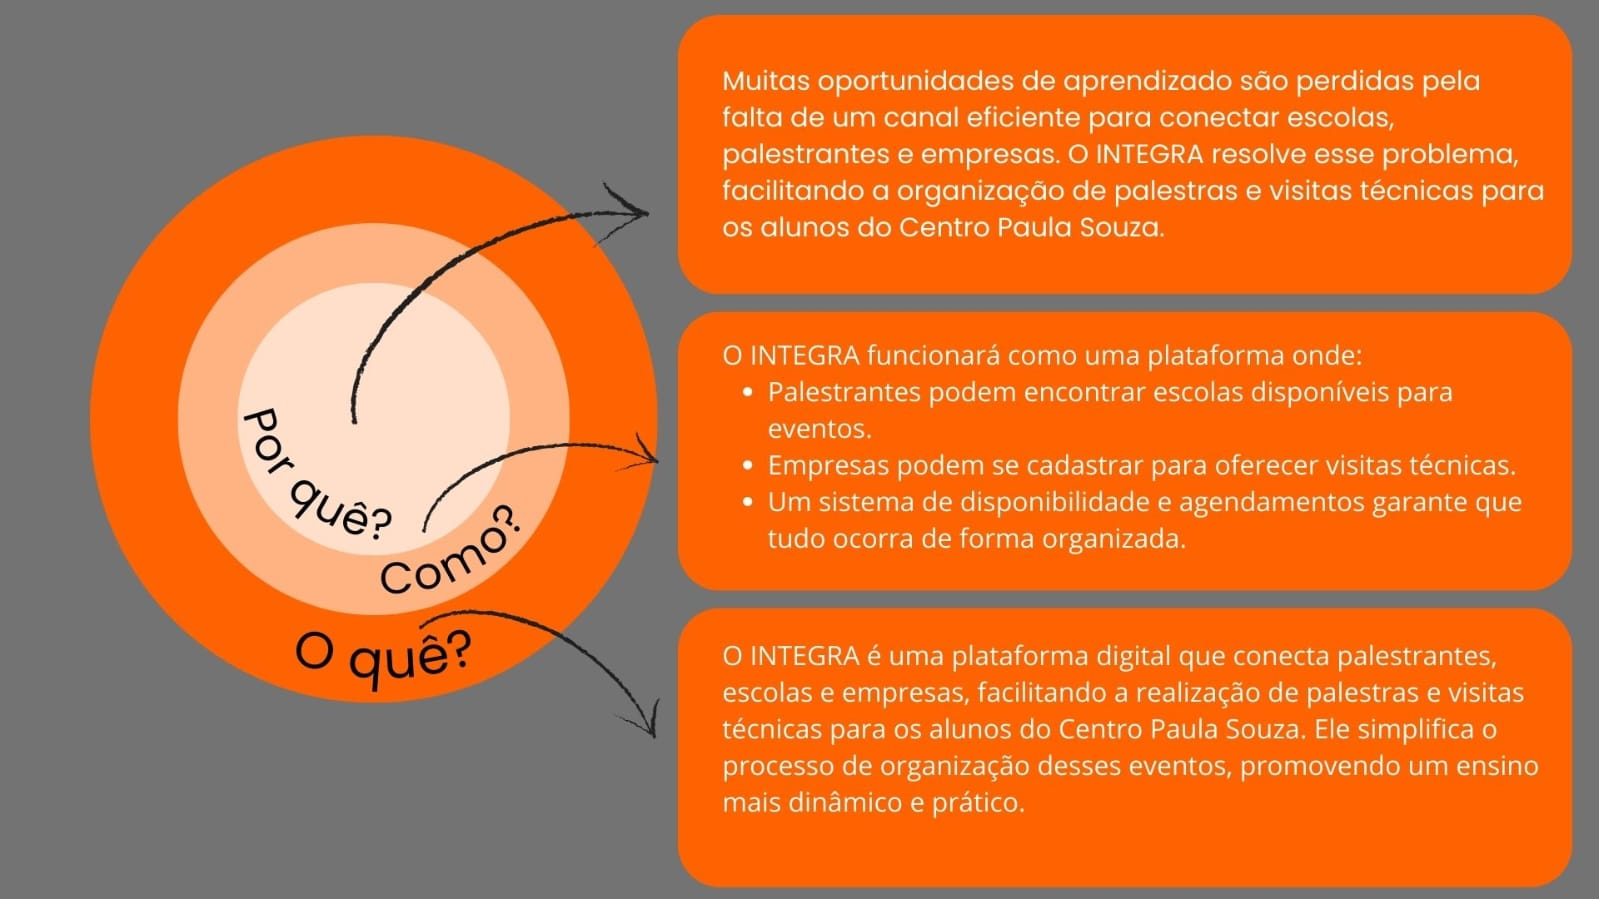 Por quê?
Como?
O quê?
Muitas oportunidades de aprendizado são perdidas pela
falta de um canal eficiente para conectar escolas,
palestrantes e empresas. O INTEGRA resolve esse problema,
facilitando a organização de palestras e visitas técnicas para
os alunos do Centro Paula Souza.
O INTEGRA funcionará como uma plataforma onde:
• Palestrantes podem encontrar escolas disponíveis para
eventos.
• Empresas podem se cadastrar para oferecer visitas técnicas.
• Um sistema de disponibilidade e agendamentos garante que
tudo ocorra de forma organizada.
O INTEGRA é uma plataforma digital que conecta palestrantes,
escolas e empresas, facilitando a realização de palestras e visitas
técnicas para os alunos do Centro Paula Souza. Ele simplifica o
processo de organização desses eventos, promovendo um ensino
mais dinâmico e prático.